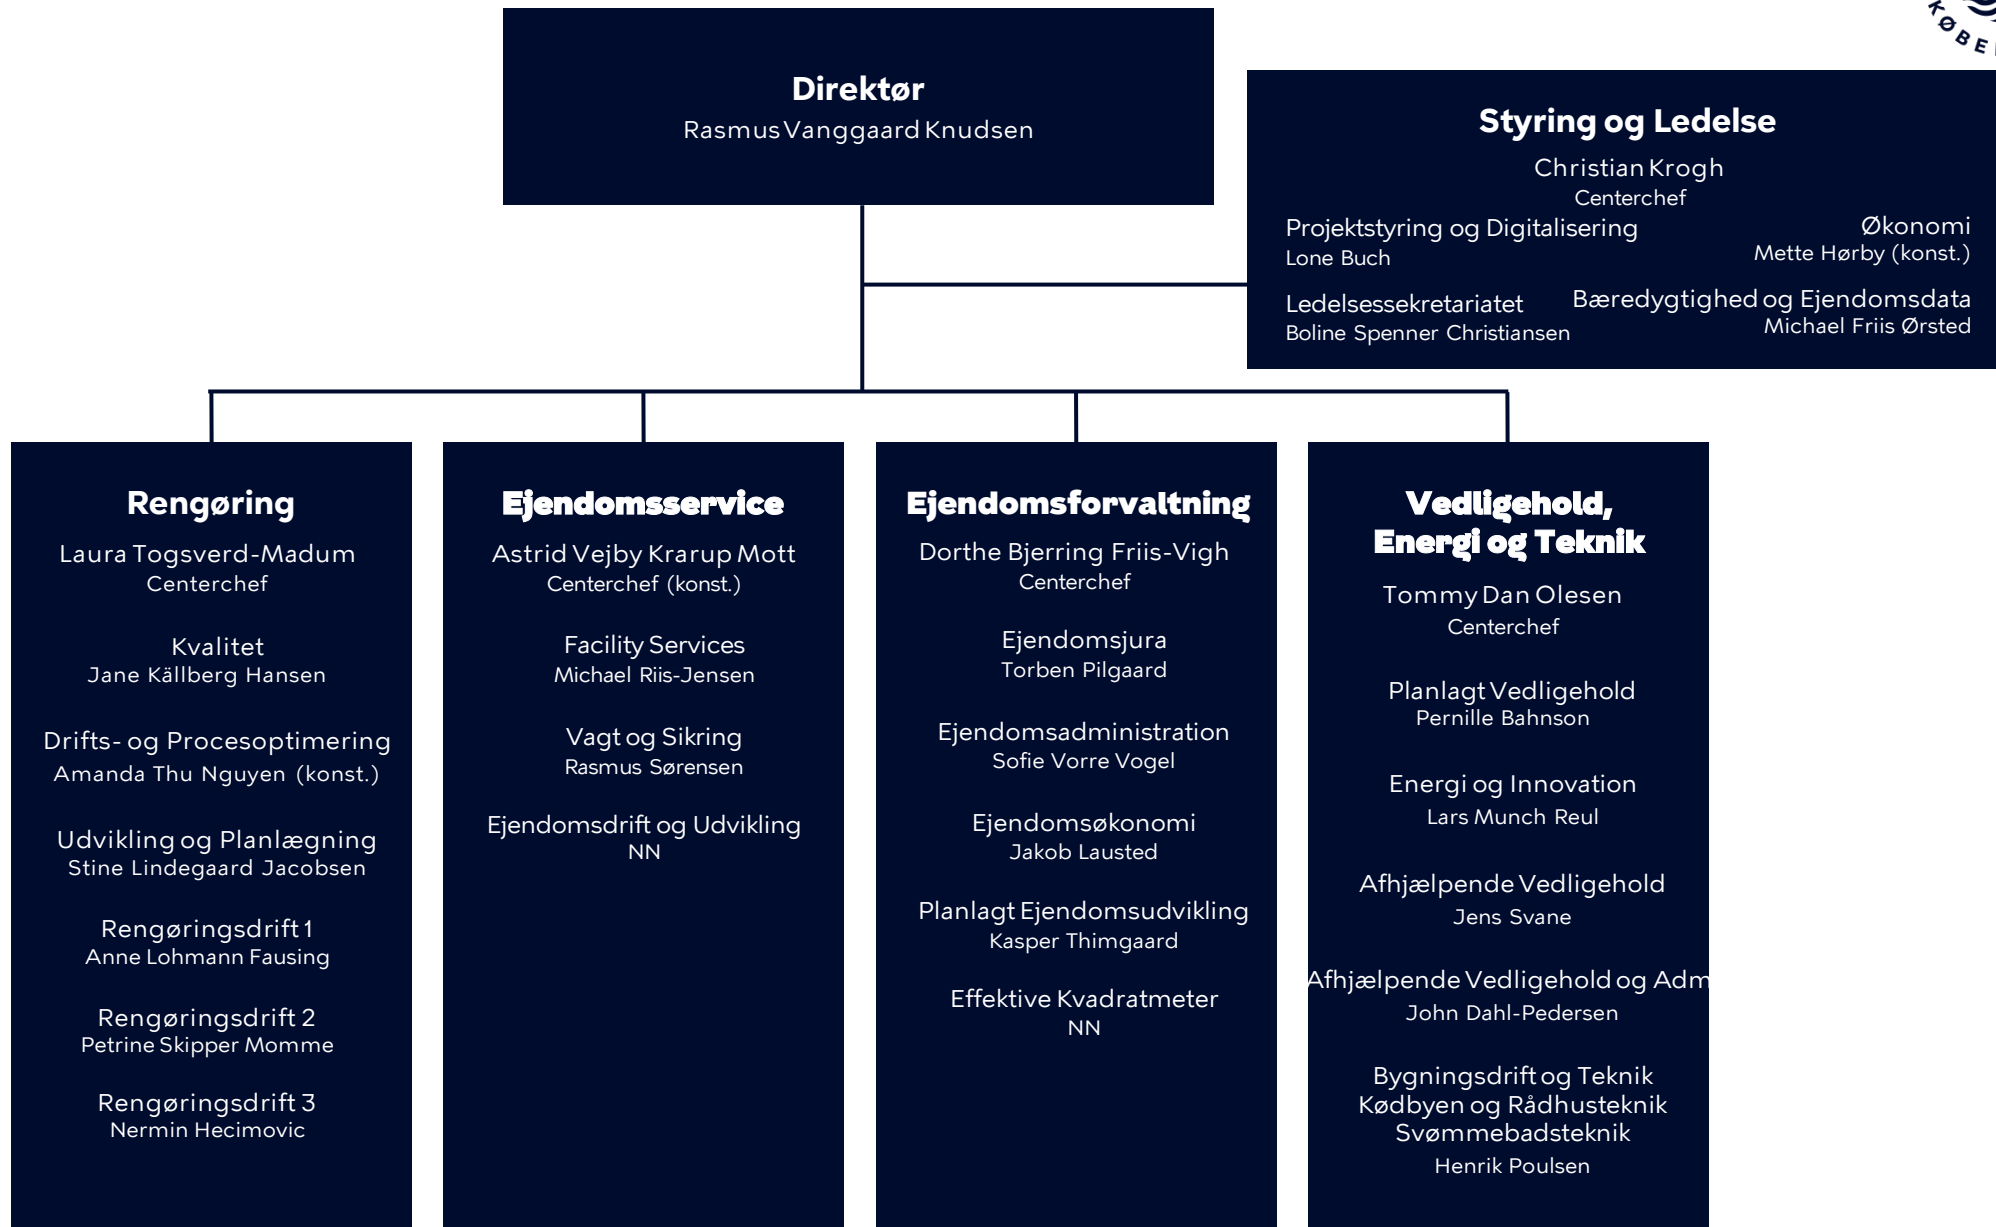 Direktør
Rasmus Vanggaard Knudsen
Styring og Ledelse
Christian Krogh
Centerchef
Projektstyring og Digitalisering
Lone Buch
Økonomi
Mette Hørby (konst.)
Ledelsessekretariatet
Boline Spenner Christiansen
Bæredygtighed og Ejendomsdata
Michael Friis Ørsted
Rengøring
Laura Togsverd-Madum
Centerchef
Kvalitet
Jane Källberg Hansen
Drifts- og Procesoptimering
Amanda Thu Nguyen (konst.)
Udvikling og Planlægning
Stine Lindegaard Jacobsen
Rengøringsdrift 1
Anne Lohmann Fausing
Rengøringsdrift 2
Petrine Skipper Momme
Rengøringsdrift 3
Nermin Hecimovic
Ejendomsservice
Astrid Vejby Krarup Mott
Centerchef (konst.)
Facility Services
Michael Riis-Jensen
Vagt og Sikring
Rasmus Sørensen
Ejendomsdrift og Udvikling
NN
Ejendomsforvaltning
Dorthe Bjerring Friis-Vigh
Centerchef
Ejendomsjura
Torben Pilgaard
Ejendomsadministration
Sofie Vorre Vogel
Ejendomsøkonomi
Jakob Lausted
Planlagt Ejendomsudvikling
Kasper Thimgaard
Effektive Kvadratmeter
NN
Vedligehold,
Energi og Teknik
Tommy Dan Olesen
Centerchef
Planlagt Vedligehold
Pernille Bahnson
Energi og Innovation
Lars Munch Reul
Afhjælpende Vedligehold
Jens Svane
Afhjælpende Vedligehold og Adm
John Dahl-Pedersen
Bygningsdrift og Teknik
Kødbyen og Rådhusteknik
Svømmebadsteknik
Henrik Poulsen